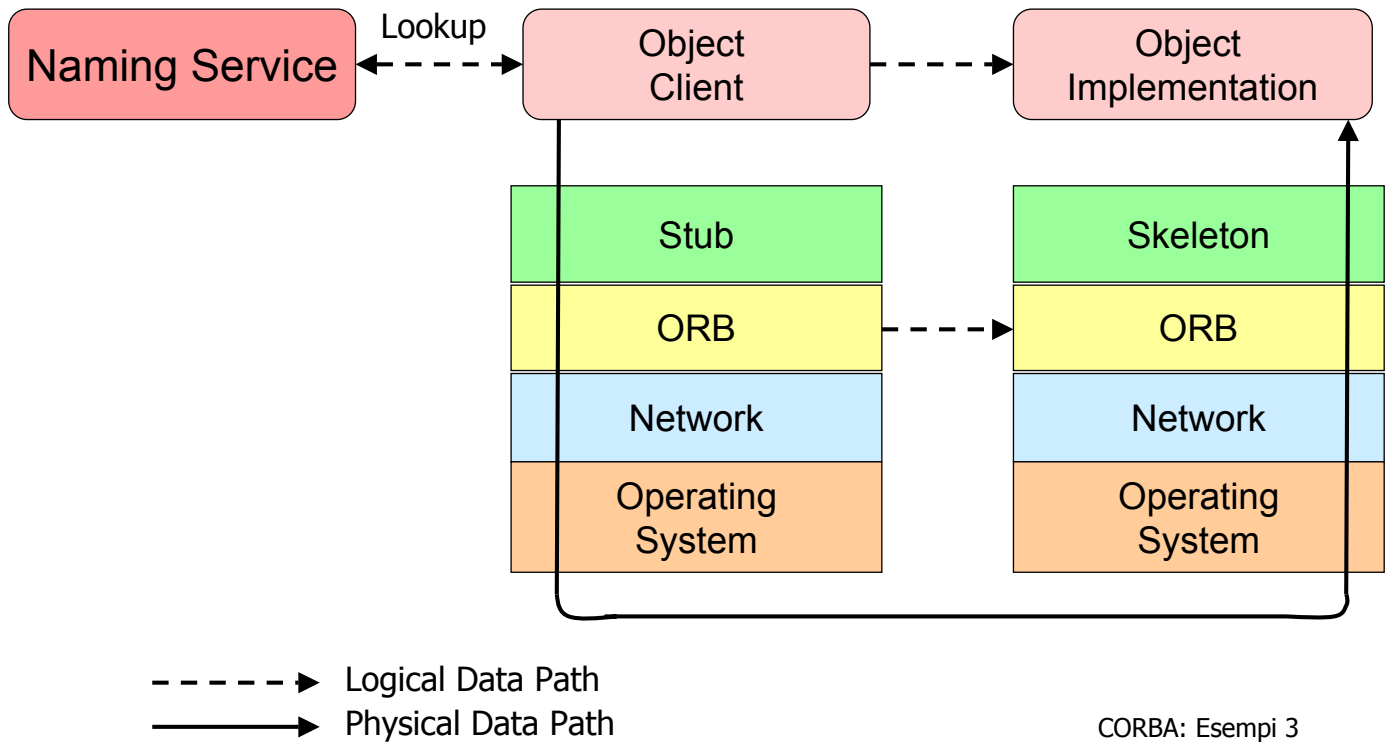 Lookup
Naming Service
Object
Client
Object
Implementation
Stub
Skeleton
ORB
ORB
Network
Network
Operating
System
Operating
System
Logical Data Path
Physical Data Path
CORBA: Esempi 3